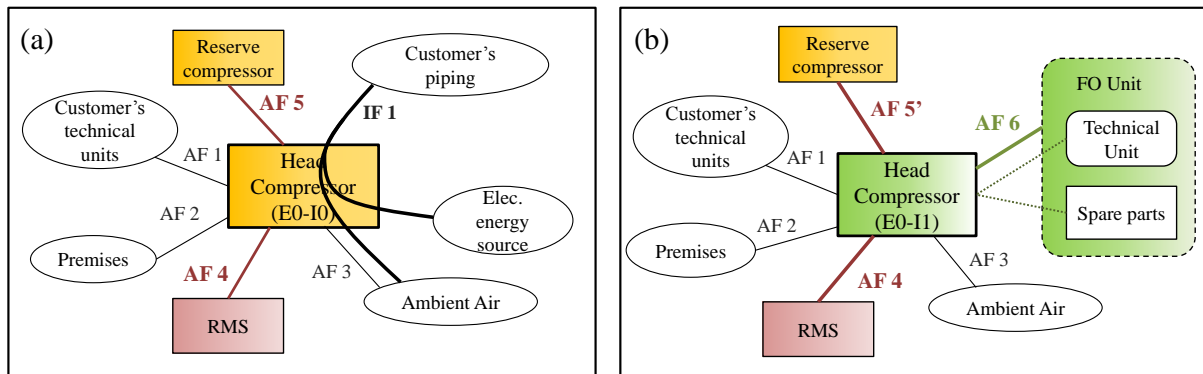 (a)
Reserve
compressor
Customer's
piping
AF 5
IF 1
Customer's
technical
units
AF 1
Head
Compressor
(E0-I0)
AF 2
Elec.
energy
source
Premises
AF 4
AF 3
Ambient Air
RMS
(b)
Reserve
compressor
FO Unit
AF 5’
AF 6
Customer's
technical
units
Technical
Unit
AF 1
Head
Compressor
(E0-I1)
Spare parts
AF 2
Premises
AF 4
AF 3
Ambient Air
RMS